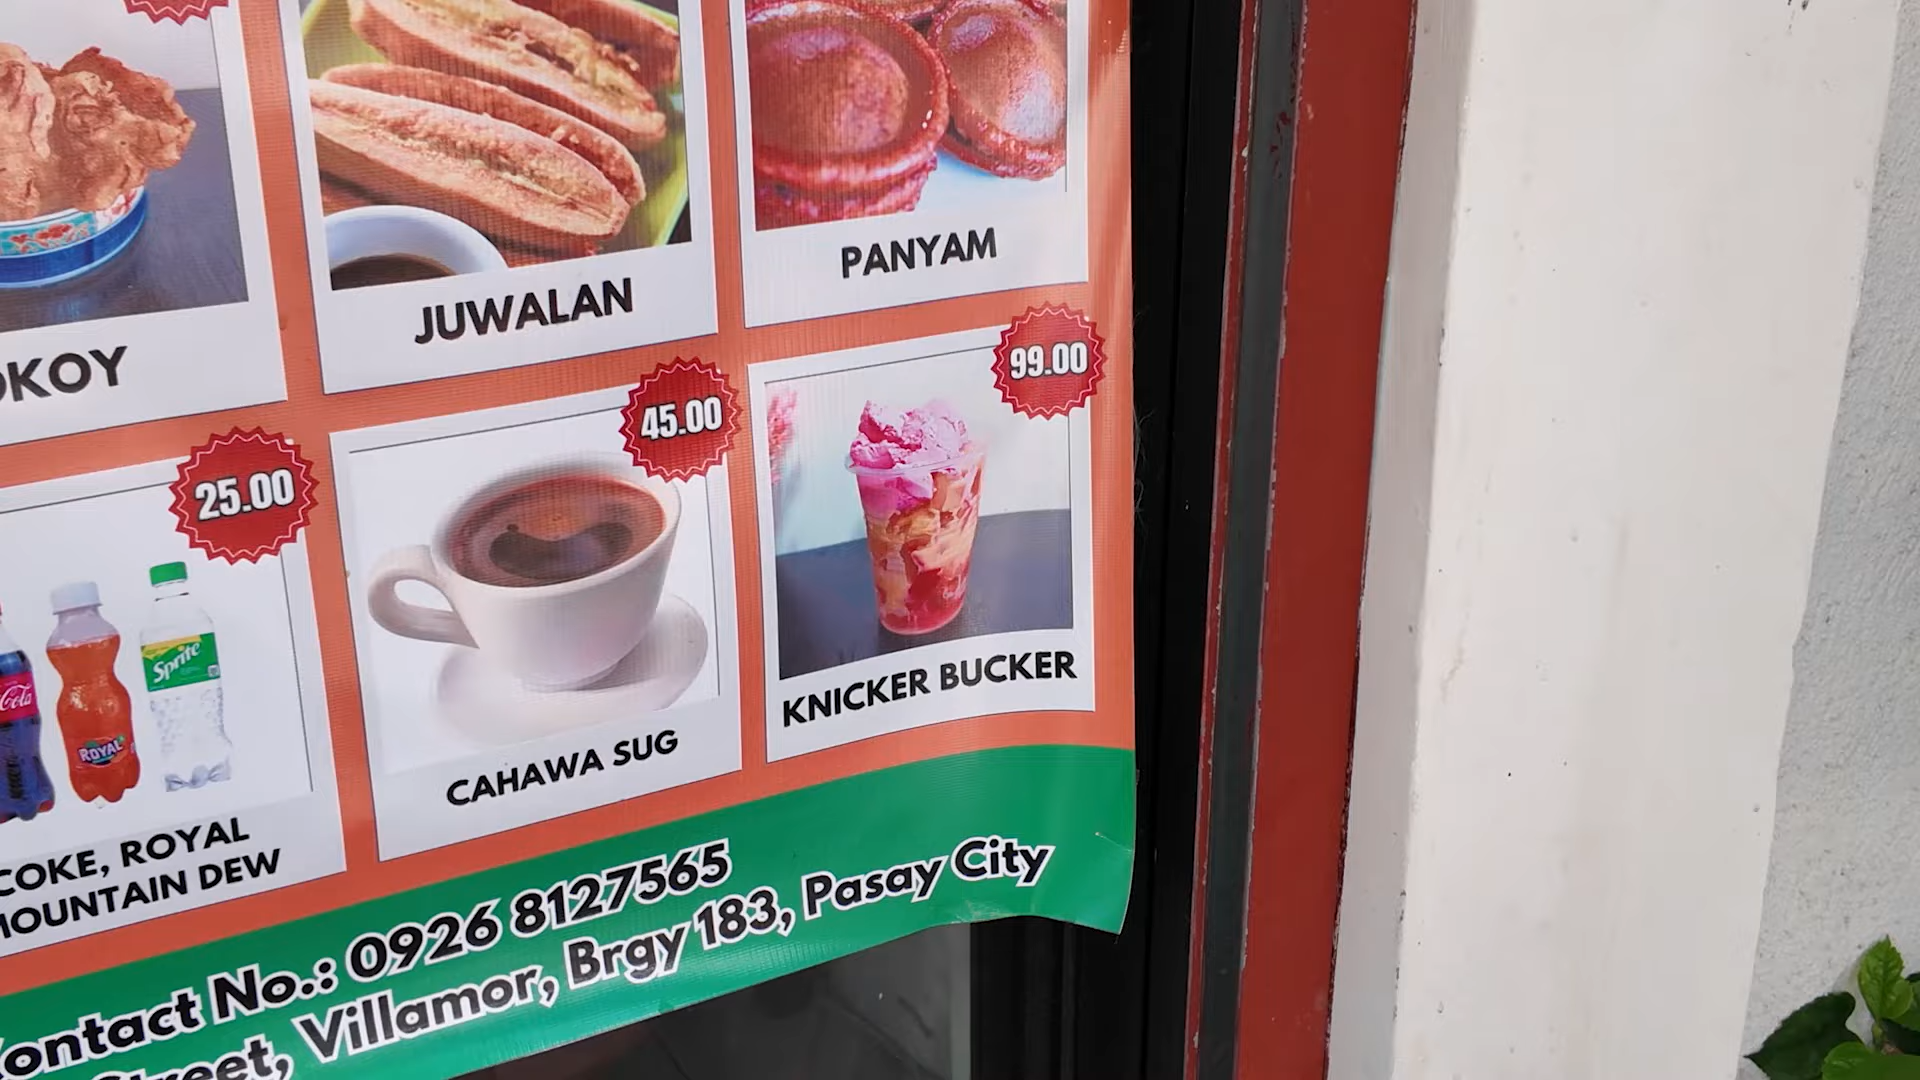 PANYAM
JUWALAN
OKOY
99.00
45.00
25.00
Sprite
Cola
ROYAL
KNICKER BUCKER
CAHAWA SUG
COKE, ROYAL
MOUNTAIN DEW
Contact No.: 0926 8127565
Street, Villamor, Brgy 183, Pasay City